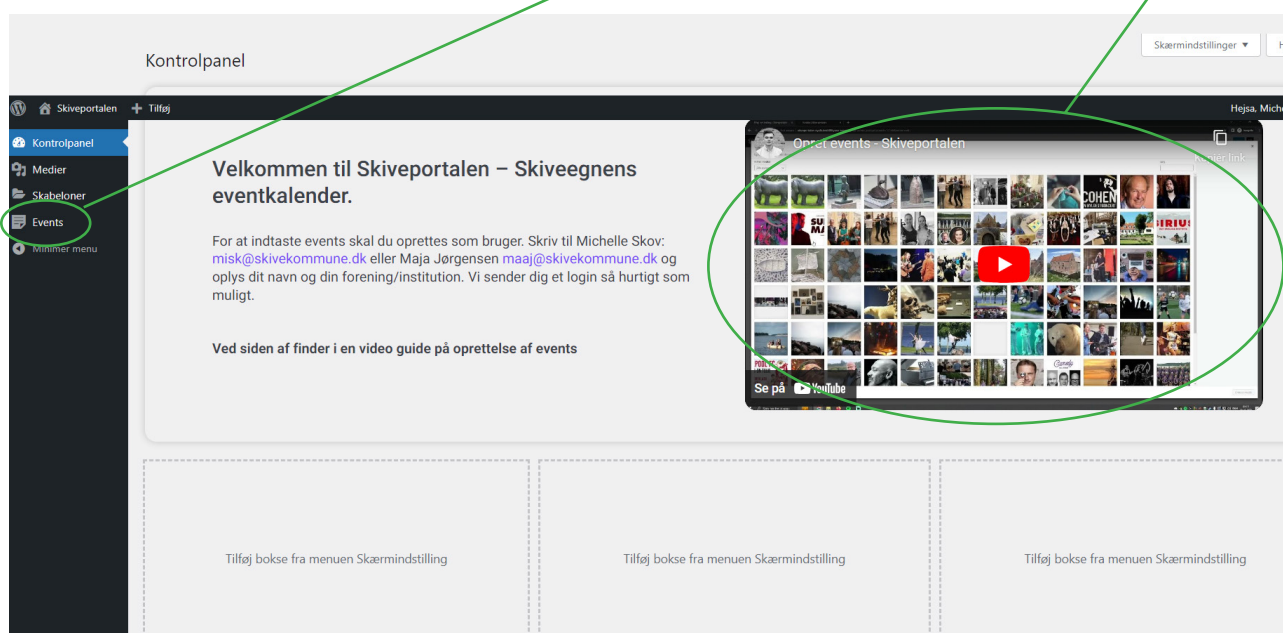 Skærmindstillinger ▼
Kontrolpanel
Skiveportalen
Tilføj
Hejsa, Miche
Kontrolpanel
Medier
Skabeloner
Events
Minimer menu
Velkommen til Skiveportalen – Skiveegnens
eventkalender.
For at indtaste events skal du oprettes som bruger. Skriv til Michelle Skov:
misk@skivekommune.dk eller Maja Jørgensen maaj@skivekommune.dk og
oplys dit navn og din forening/institution. Vi sender dig et login så hurtigt som
muligt.
Ved siden af finder i en video guide på oprettelse af events
Opret events - Skiveportalen
Kopier link
COHEN
Se på YouTube
Tilføj bokse fra menuen Skærmindstilling
Tilføj bokse fra menuen Skærmindstilling
Tilføj bokse fra menuen Skærmindstilling